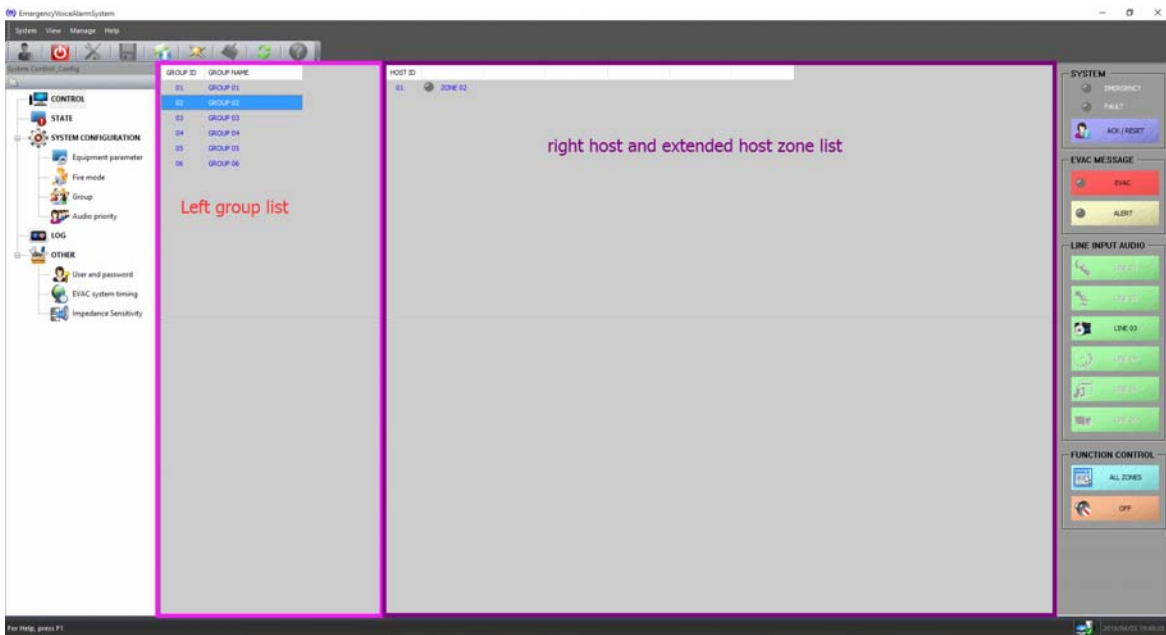 EmergencyVoiceAlarmSystem
System View Manage Help
System Control_Config
CONTROL
STATE
SYSTEM CONFIGURATION
Equipment parameter
Fire mode
Group
Audio priority
LOG
OTHER
User and password
EVAC system timing
Impedance Sensitivity
GROUP ID GROUP NAME
01 GROUP 01
02 GROUP 02
03 GROUP 03
04 GROUP 04
05 GROUP 05
06 GROUP 06
Left group list
HOST ID
01 ZONE 02
right host and extended host zone list
SYSTEM
EMERGENCY
FAULT
ACK / RESET
EVAC MESSAGE
EVAC
ALERT
LINE INPUT AUDIO
LINE 03
FUNCTION CONTROL
ALL ZONES
OFF
For Help, press F1